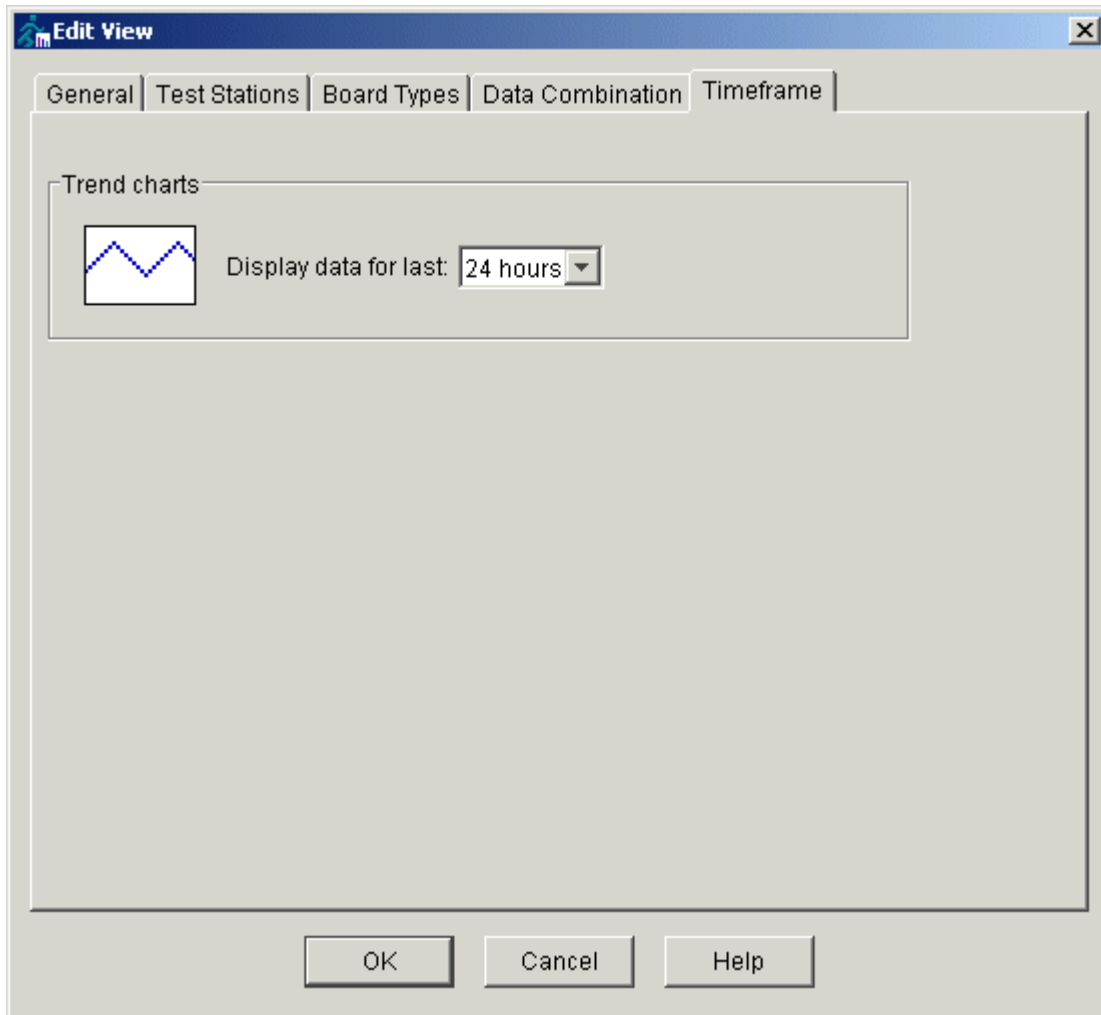 Edit View
General Test Stations Board Types Data Combination Timeframe
Trend charts
Display data for last: 24 hours
OK Cancel Help